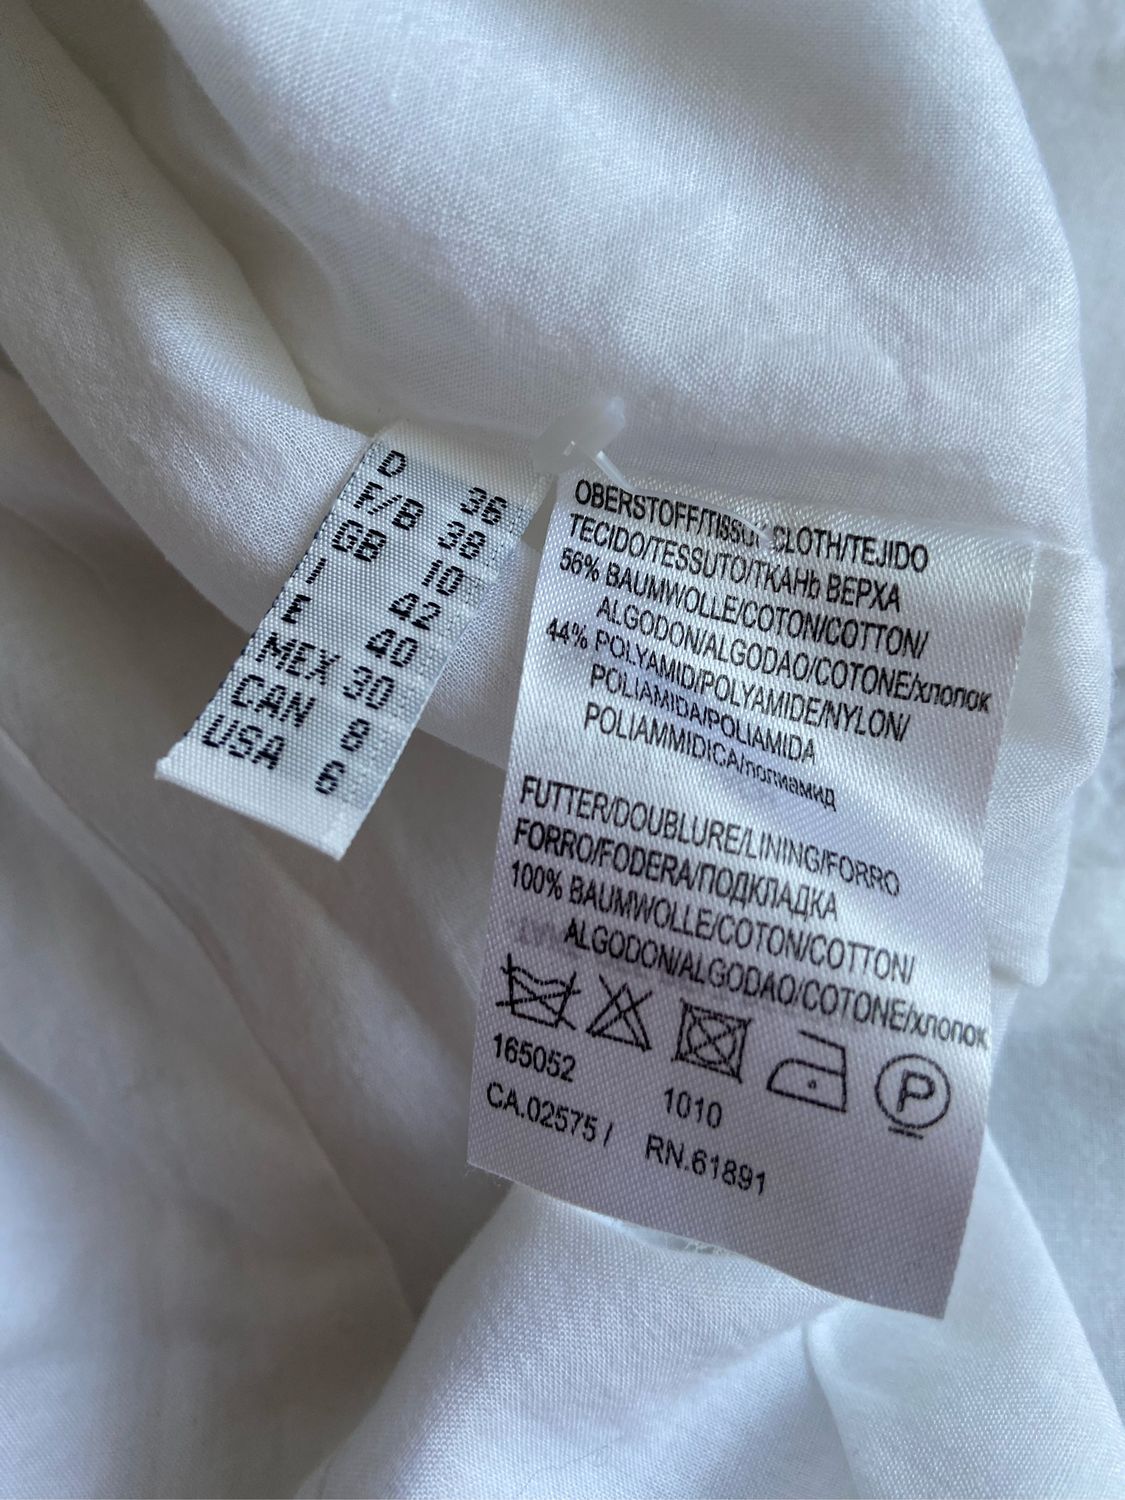 D 36
F/B 38
GB 10
I 42
E 40
MEX 30
CAN 8
USA 6
OBERSTOFF/TISSU/CLOTH/TEJIDO
TECIDO/TESSUTO/ТКАНЬ ВЕРХА
56% BAUMWOLLE/COTON/COTTON/
ALGODON/ALGODAO/COTONE/хлопок
44% POLYAMID/POLYAMIDE/NYLON/
POLIAMIDA/POLIAMIDA
POLIAMMIDICA/полиамид
FUTTER/DOUBLURE/LINING/FORRO
FORRO/FODERA/ПОДКЛАДКА
100% BAUMWOLLE/COTON/COTTON/
ALGODON/ALGODAO/COTONE/хлопок
P
165052 1010
CA.02575 / RN.61891